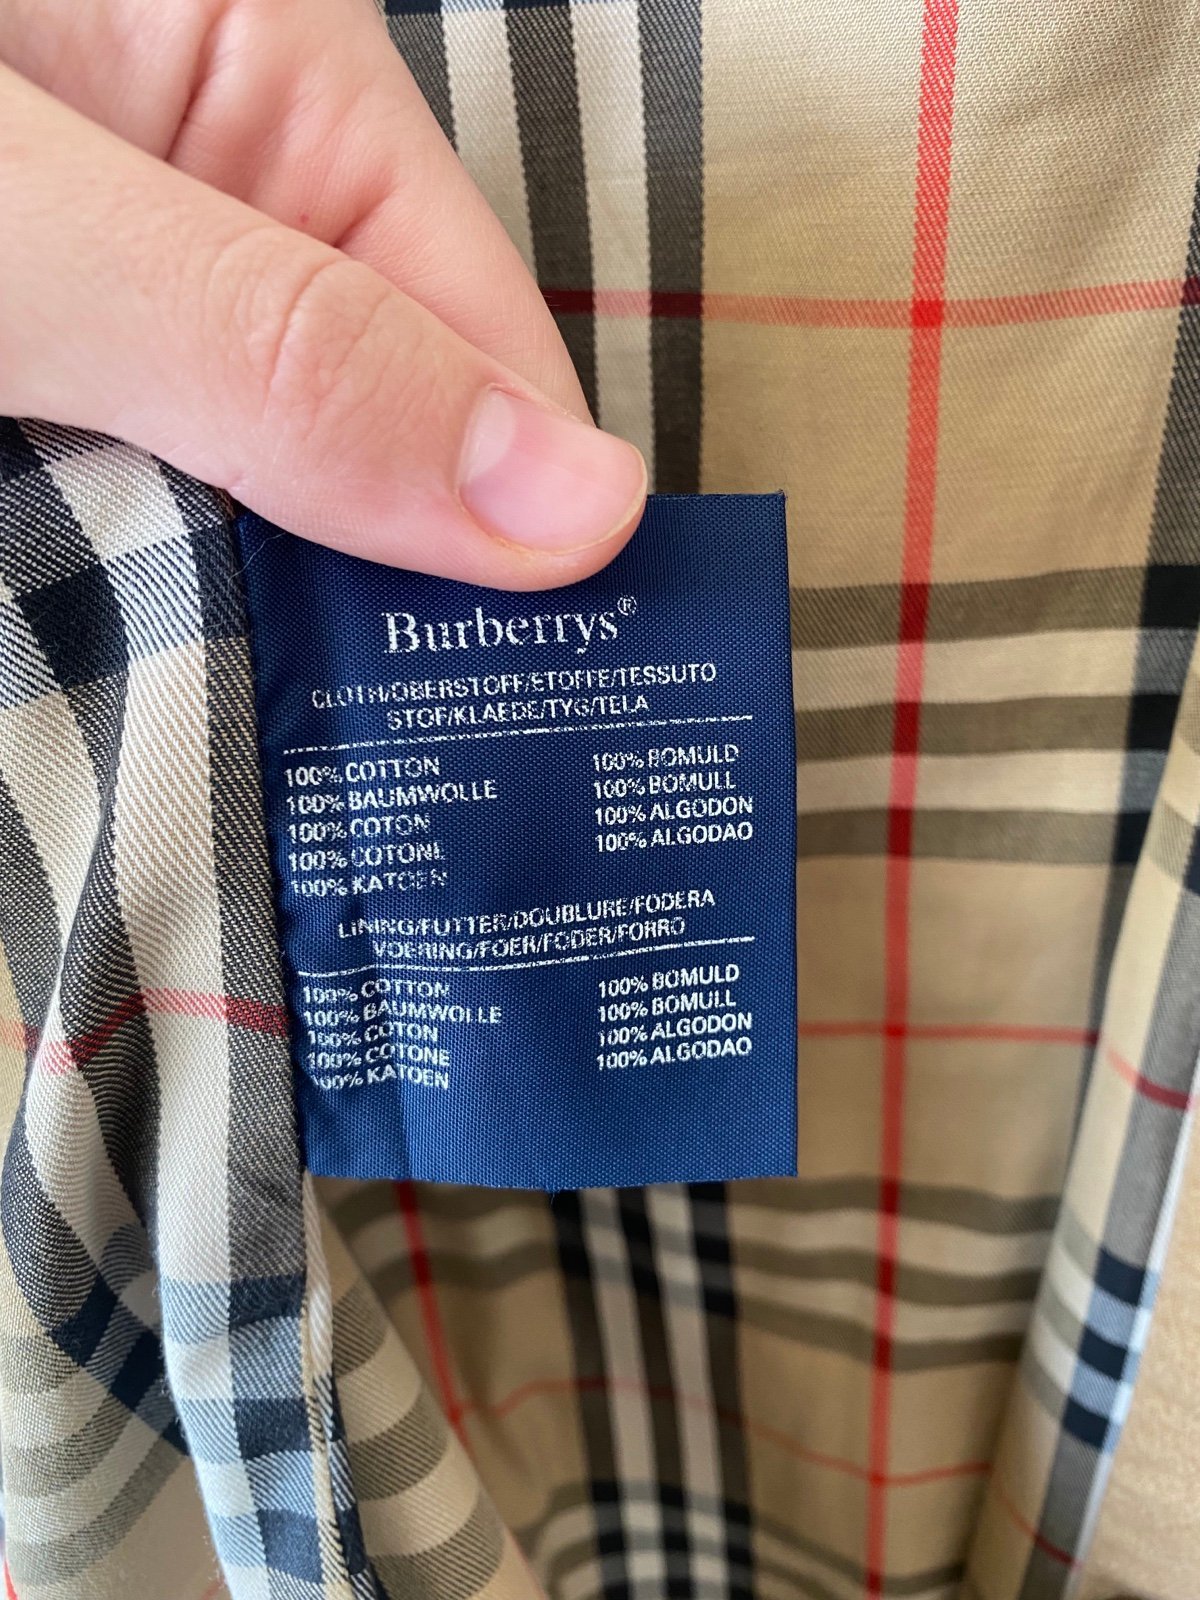 Burberrys®
CLOTH/OBERSTOFF/ETOFFE/TESSUTO
STOF/KLAEDE/TYG/TELA
100% COTTON 100% BOMULD
100% BAUMWOLLE 100% BOMULL
100% COTON 100% ALGODON
100% COTONE 100% ALGODAO
100% KATOEN
LINING/FUTTER/DOUBLURE/FODERA
VOERING/FOER/FODER/FORRO
100% COTTON 100% BOMULD
100% BAUMWOLLE 100% BOMULL
100% COTON 100% ALGODON
100% COTONE 100% ALGODAO
100% KATOEN